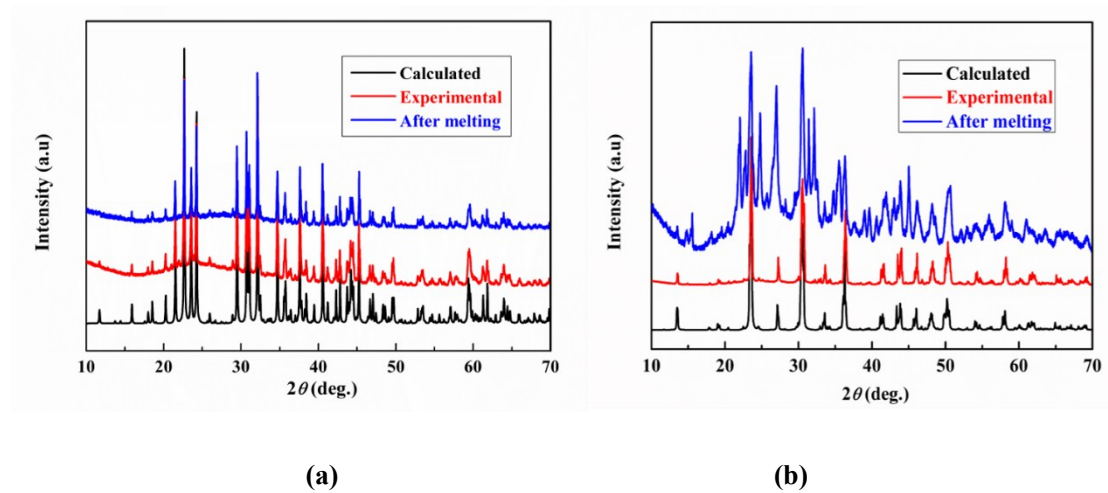 Intensity (a.u)
Calculated
Experimental
After melting
10 20 30 40 50 60 70
2θ (deg.)
Intensity (a.u)
Calculated
Experimental
After melting
10 20 30 40 50 60 70
2θ (deg.)
(a) (b)